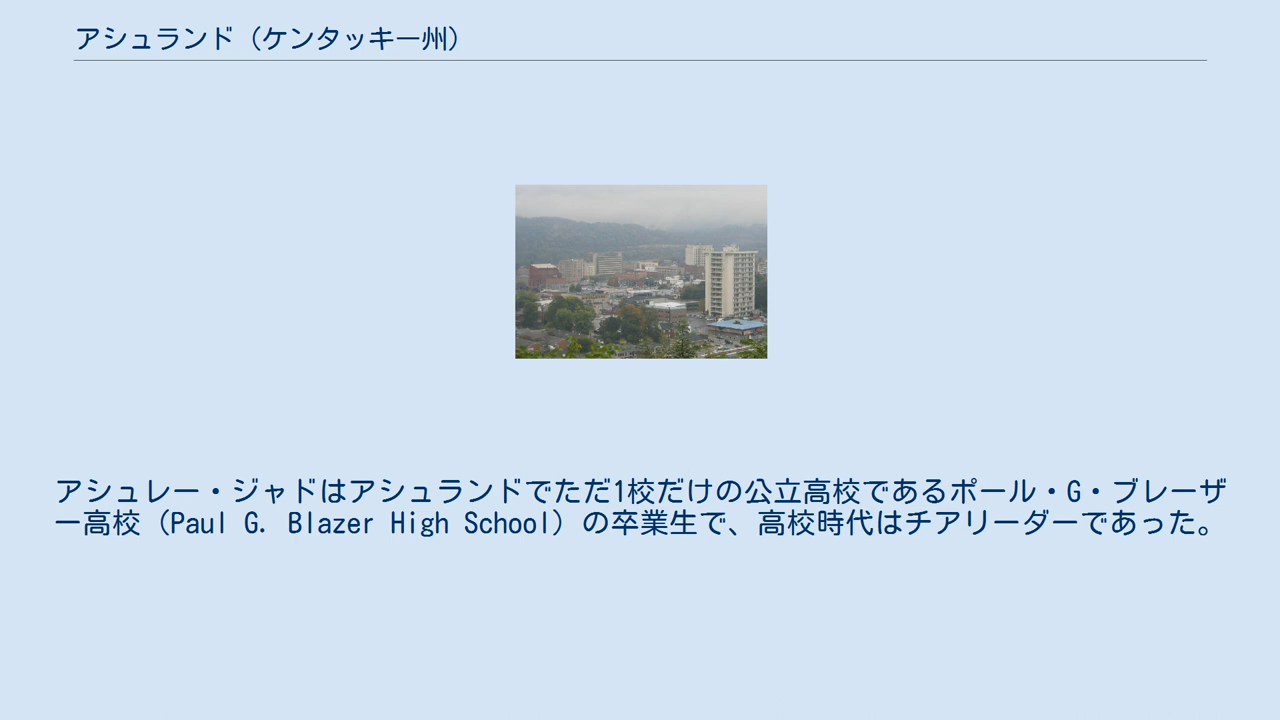 アシュランド（ケンタッキー州）
アシュレー・ジャドはアシュランドでただ1校だけの公立高校であるポール・G・ブレーザ
ー高校（Paul G. Blazer High School）の卒業生で、高校時代はチアリーダーであった。